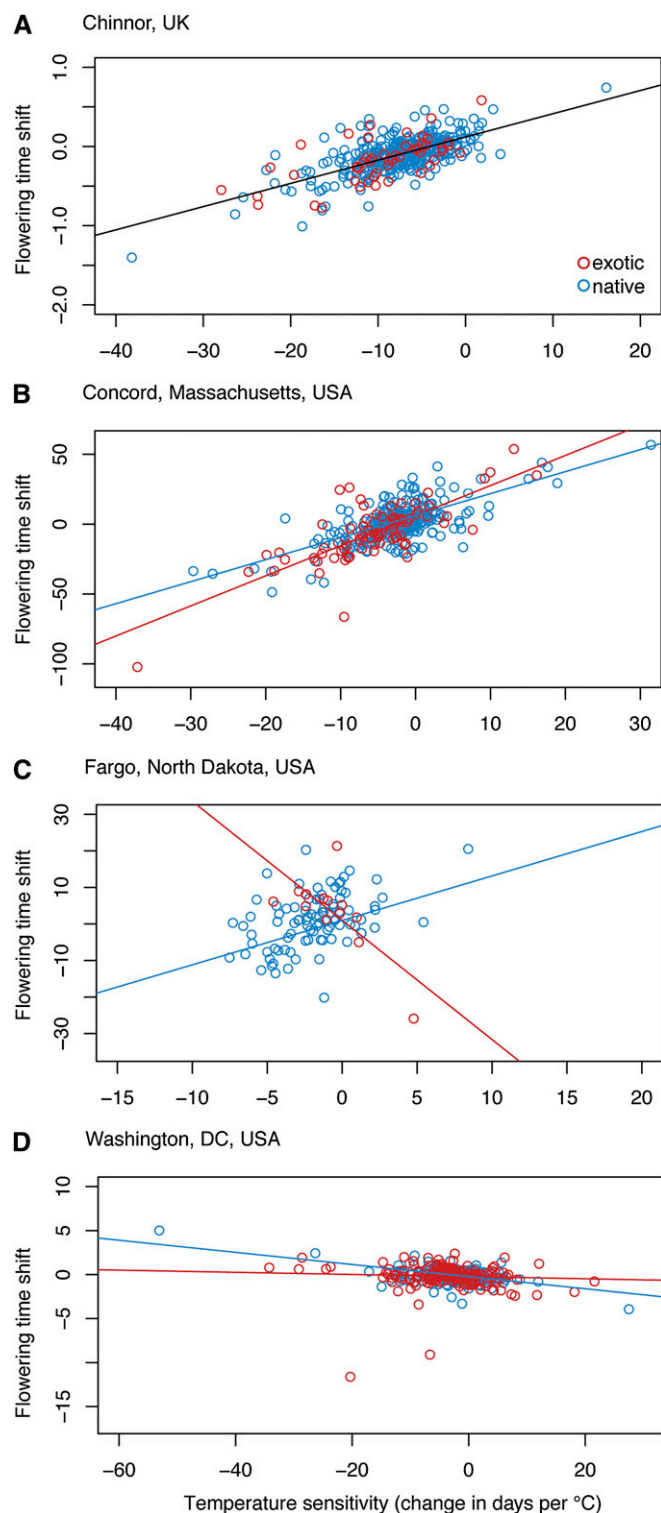 A Chinnor, UK
Flowering time shift
1.0
0.0
−1.0
−2.0
exotic
native
−40 −30 −20 −10 0 10 20
B Concord, Massachusetts, USA
Flowering time shift
50
0
−50
−100
−40 −30 −20 −10 0 10 20 30
C Fargo, North Dakota, USA
Flowering time shift
30
10
−10
−30
−15 −10 −5 0 5 10 15 20
D Washington, DC, USA
Flowering time shift
10
5
0
−5
−15
−60 −40 −20 0 20
Temperature sensitivity (change in days per °C)